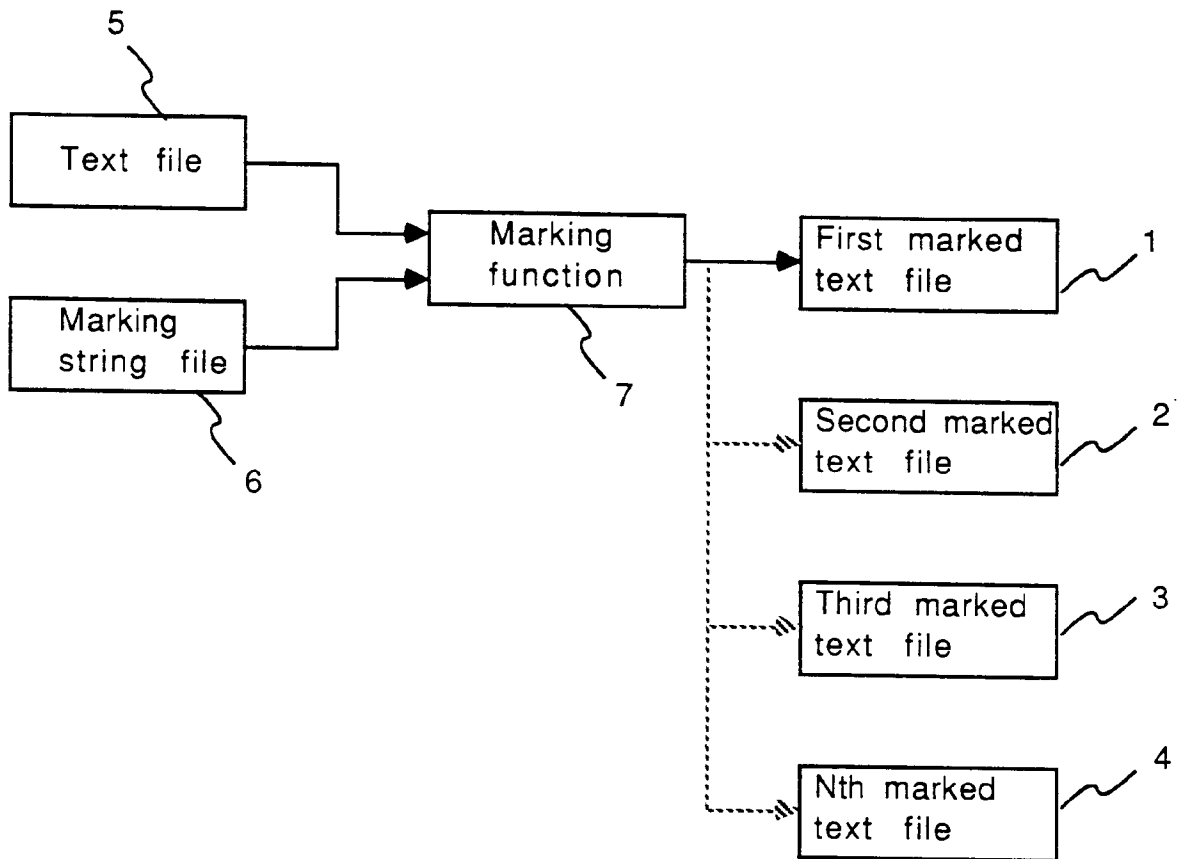 5
Text file
Marking
string file
6
Marking
function
7
First marked
text file
1
Second marked
text file
2
Third marked
text file
3
Nth marked
text file
4